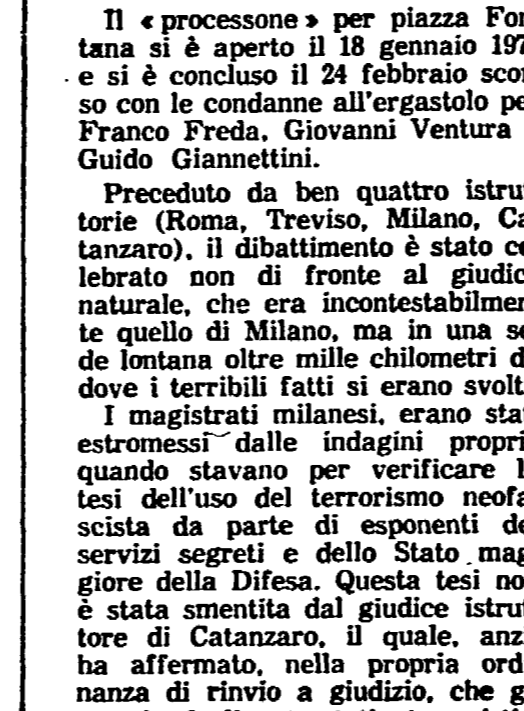 Il « processone » per piazza Fon
tana si è aperto il 18 gennaio 197
e si è concluso il 24 febbraio scor
so con le condanne all'ergastolo pe
Franco Freda, Giovanni Ventura
Guido Giannettini.
Preceduto da ben quattro istrut
torie (Roma, Treviso, Milano, Ca
tanzaro), il dibattimento è stato ce
lebrato non di fronte al giudic
naturale, che era incontestabilmen
te quello di Milano, ma in una se
de lontana oltre mille chilometri d
dove i terribili fatti si erano svolt
I magistrati milanesi, erano stat
estromessi dalle indagini propri
quando stavano per verificare l
tesi dell'uso del terrorismo neofa
scista da parte di esponenti de
servizi segreti e dello Stato mag
giore della Difesa. Questa tesi no
è stata smentita dal giudice istrut
tore di Catanzaro, il quale, anzi
ha affermato, nella propria ord
nanza di rinvio a giudizio, che g